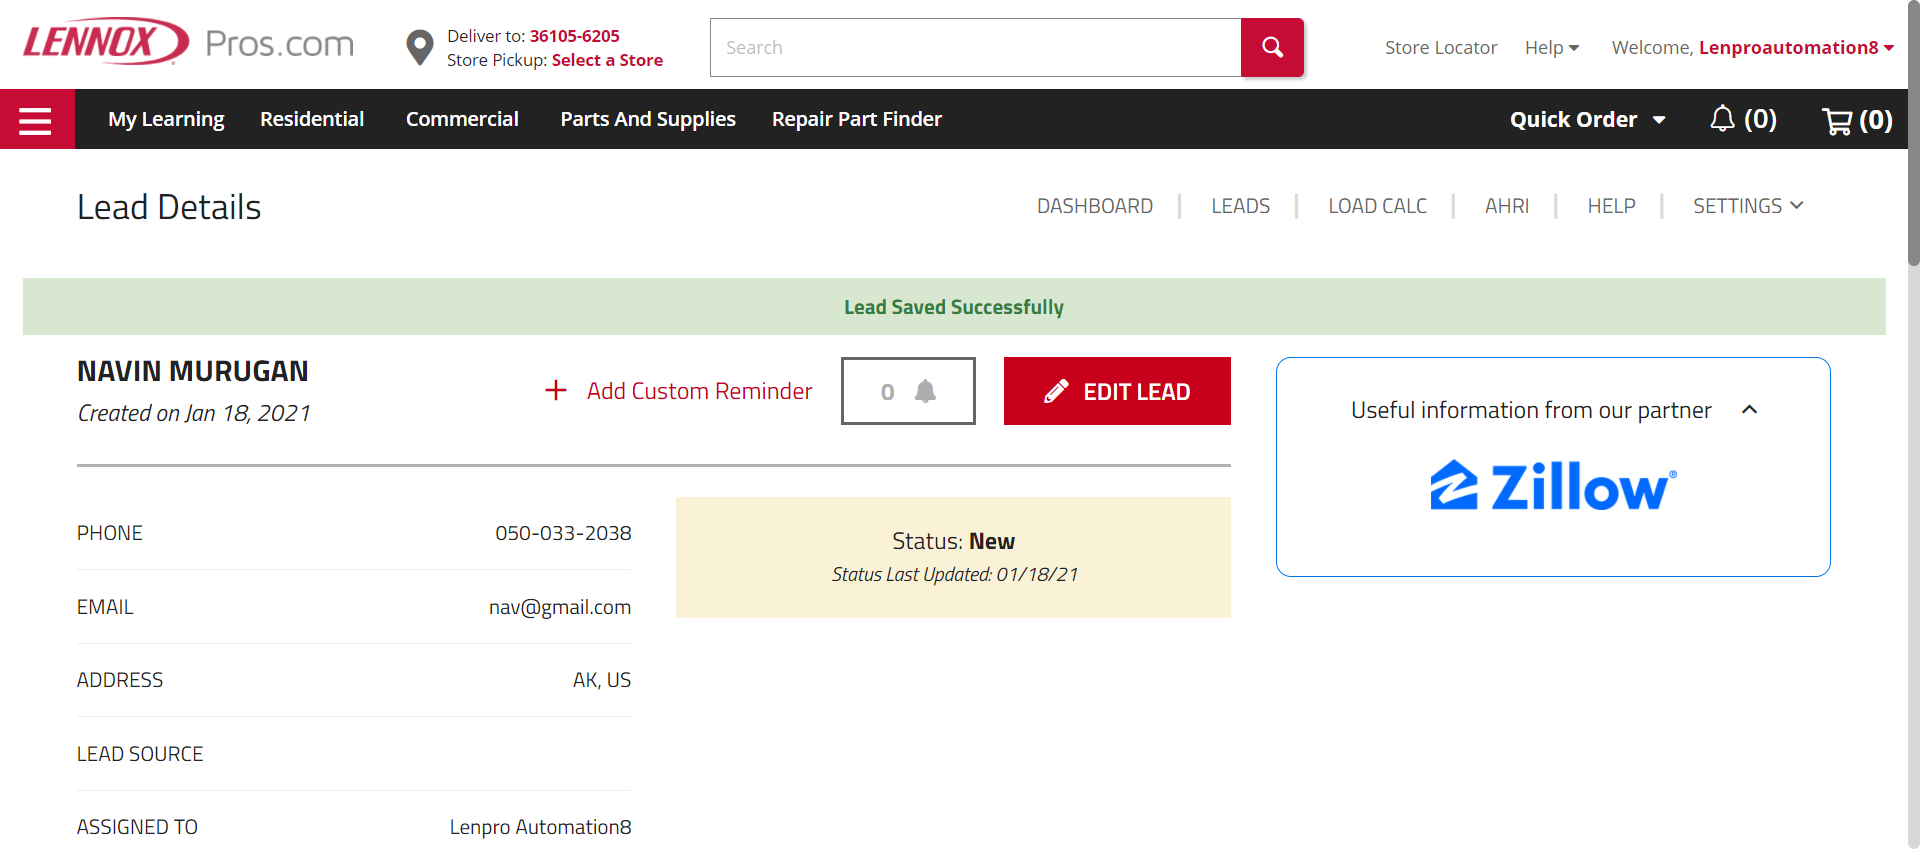 LENNOX Pros.com
Deliver to: 36105-6205
Store Pickup: Select a Store
Search
Store Locator Help Welcome, Lenproautomation8
My Learning Residential Commercial Parts And Supplies Repair Part Finder Quick Order (0) (0)
Lead Details
DASHBOARD LEADS LOAD CALC AHRI HELP SETTINGS
Lead Saved Successfully
NAVIN MURUGAN
Created on Jan 18, 2021
+ Add Custom Reminder
0
EDIT LEAD
Useful information from our partner
Zillow®
PHONE 050-033-2038
EMAIL nav@gmail.com
ADDRESS AK, US
LEAD SOURCE
ASSIGNED TO Lenpro Automation8
Status: New
Status Last Updated: 01/18/21